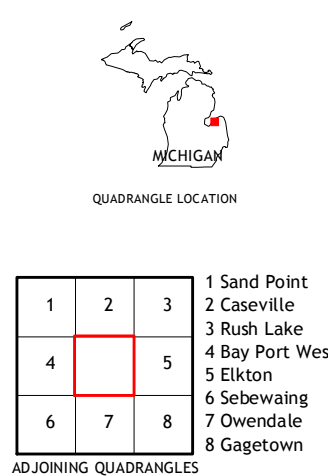 MICHIGAN
QUADRANGLE LOCATION
1 2 3
4 5
6 7 8
1 Sand Point
2 Caseville
3 Rush Lake
4 Bay Port Wes
5 Elkton
6 Sebewaing
7 Owendale
8 Gagetown
ADJOINING QUADRANGLES